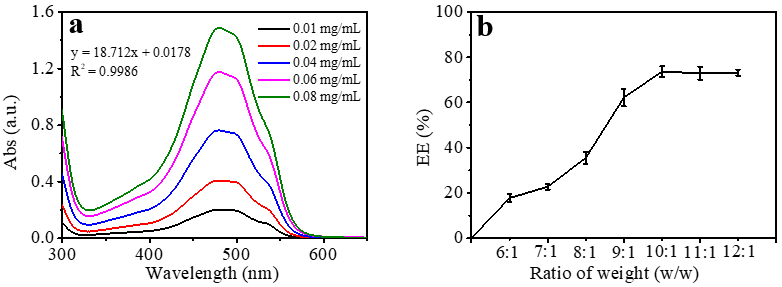 a
y = 18.712x + 0.0178
R² = 0.9986
0.01 mg/mL
0.02 mg/mL
0.04 mg/mL
0.06 mg/mL
0.08 mg/mL
1.6
1.2
0.8
0.4
0.0
Abs (a.u.)
300 400 500 600
Wavelength (nm)
b
100
80
60
40
20
0
EE (%)
6:1 7:1 8:1 9:1 10:1 11:1 12:1
Ratio of weight (w/w)